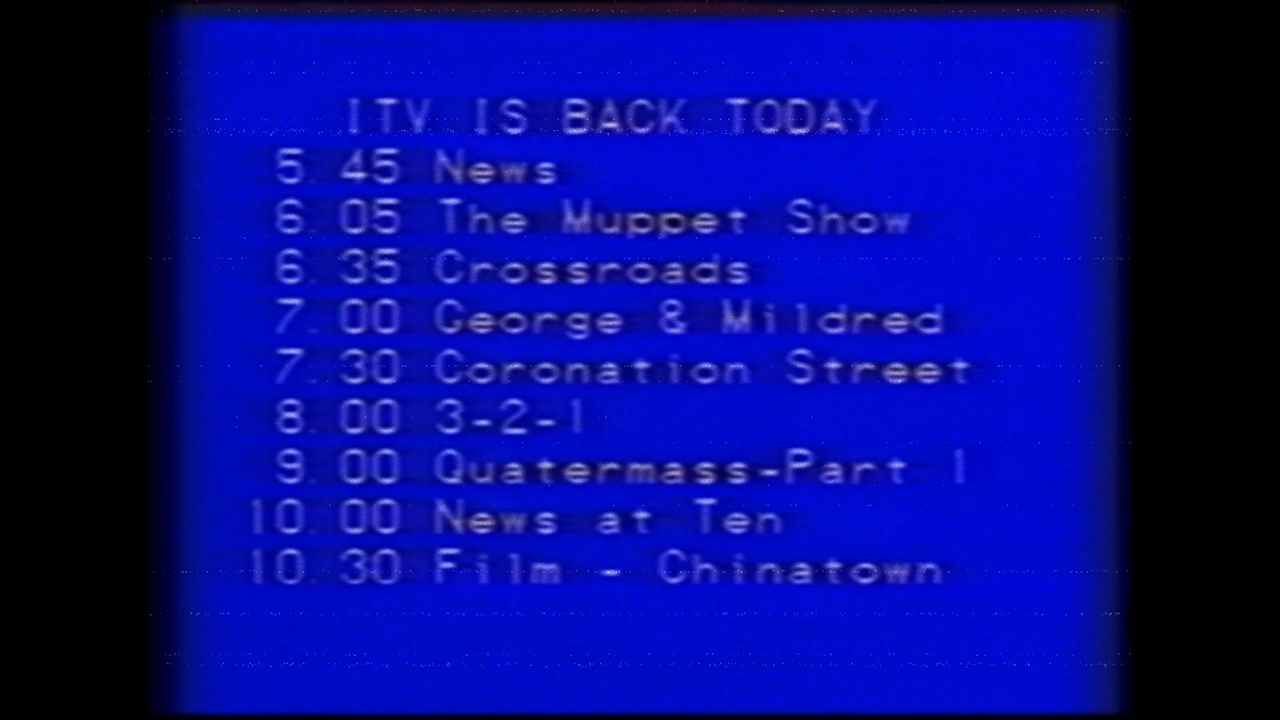 ITV IS BACK TODAY
5.45 News
6.05 The Muppet Show
6.35 Crossroads
7.00 George & Mildred
7.30 Coronation Street
8.00 3-2-1
9.00 Quatermass-Part 1
10.00 News at Ten
10.30 Film - Chinatown